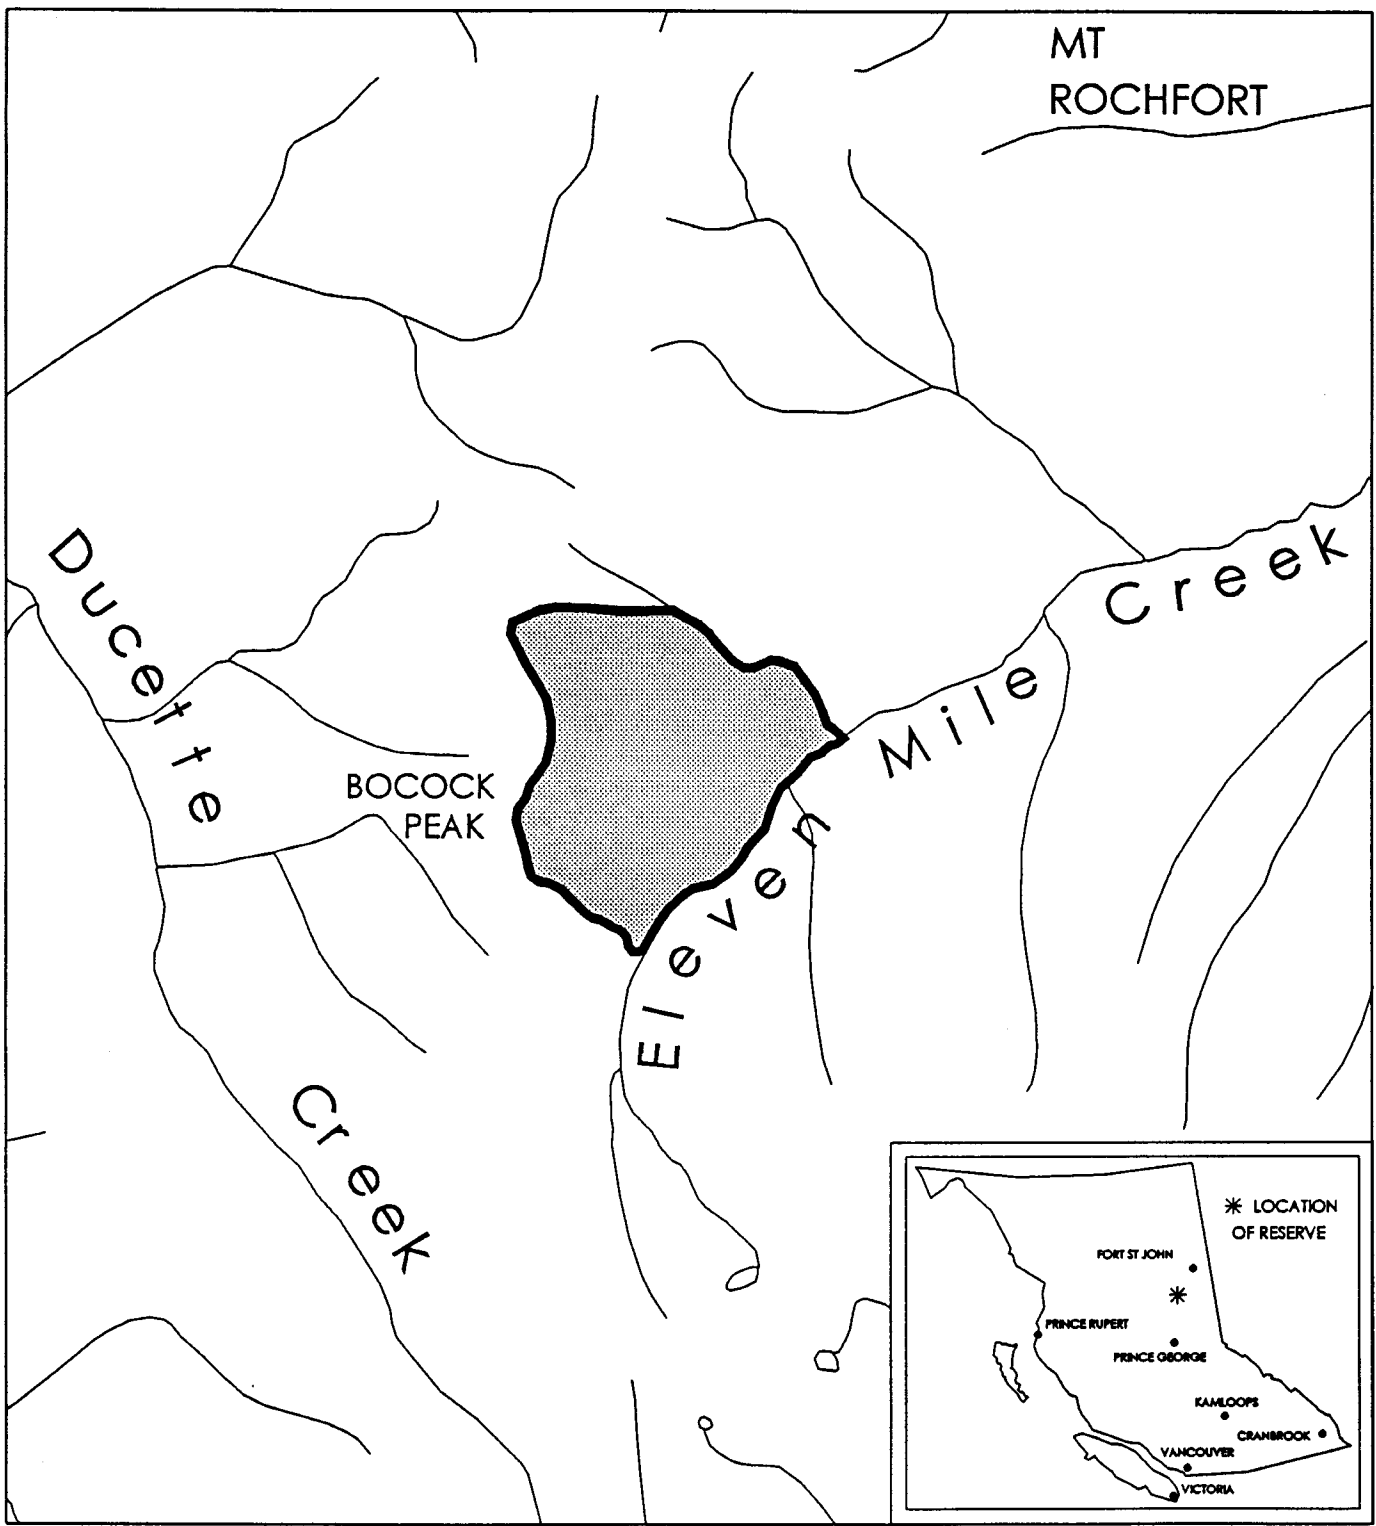 MT
ROCHFORT
Ducette
Creek
BOCOCK
PEAK
Eleven Mile Creek
✳ LOCATION
OF RESERVE
FORT ST JOHN
PRINCE RUPERT
PRINCE GEORGE
KAMLOOPS
CRANBROOK
VANCOUVER
VICTORIA